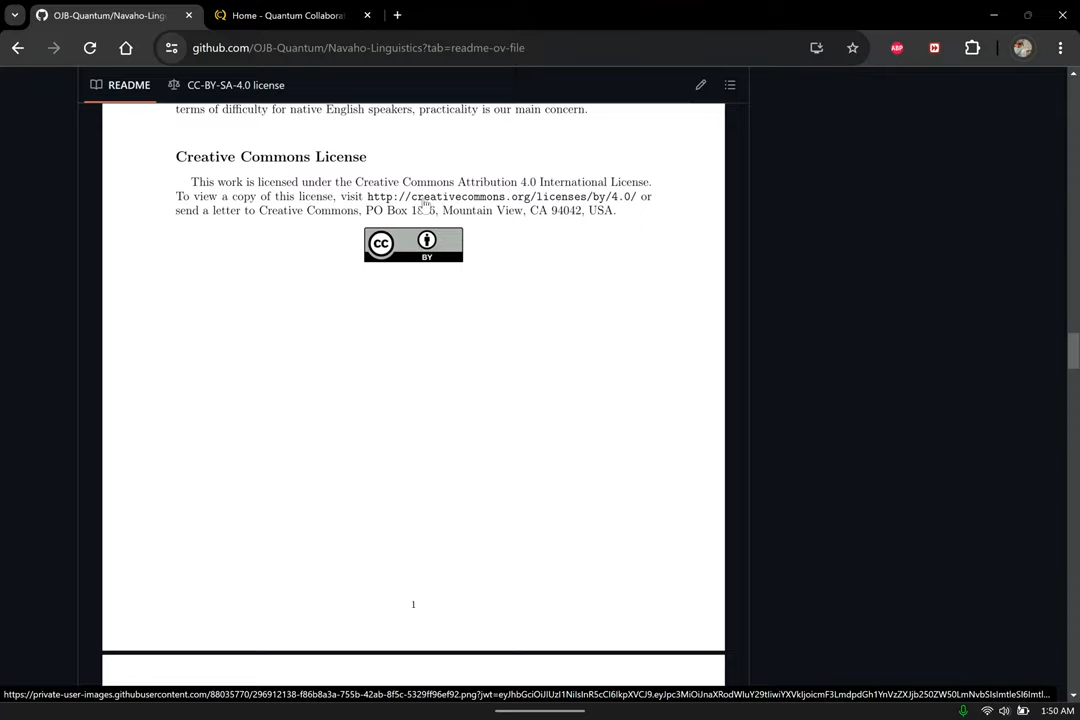 OJB-Quantum/Navaho-Ling
Home - Quantum Collabora
github.com/OJB-Quantum/Navaho-Linguistics?tab=readme-ov-file
ABP
README
CC-BY-SA-4.0 license
terms of difficulty for native English speakers, practicality is our main concern.
Creative Commons License
This work is licensed under the Creative Commons Attribution 4.0 International License.
To view a copy of this license, visit http://creativecommons.org/licenses/by/4.0/ or
send a letter to Creative Commons, PO Box Mountain View, CA 94042, USA.
cc
BY
1
1:50 AM